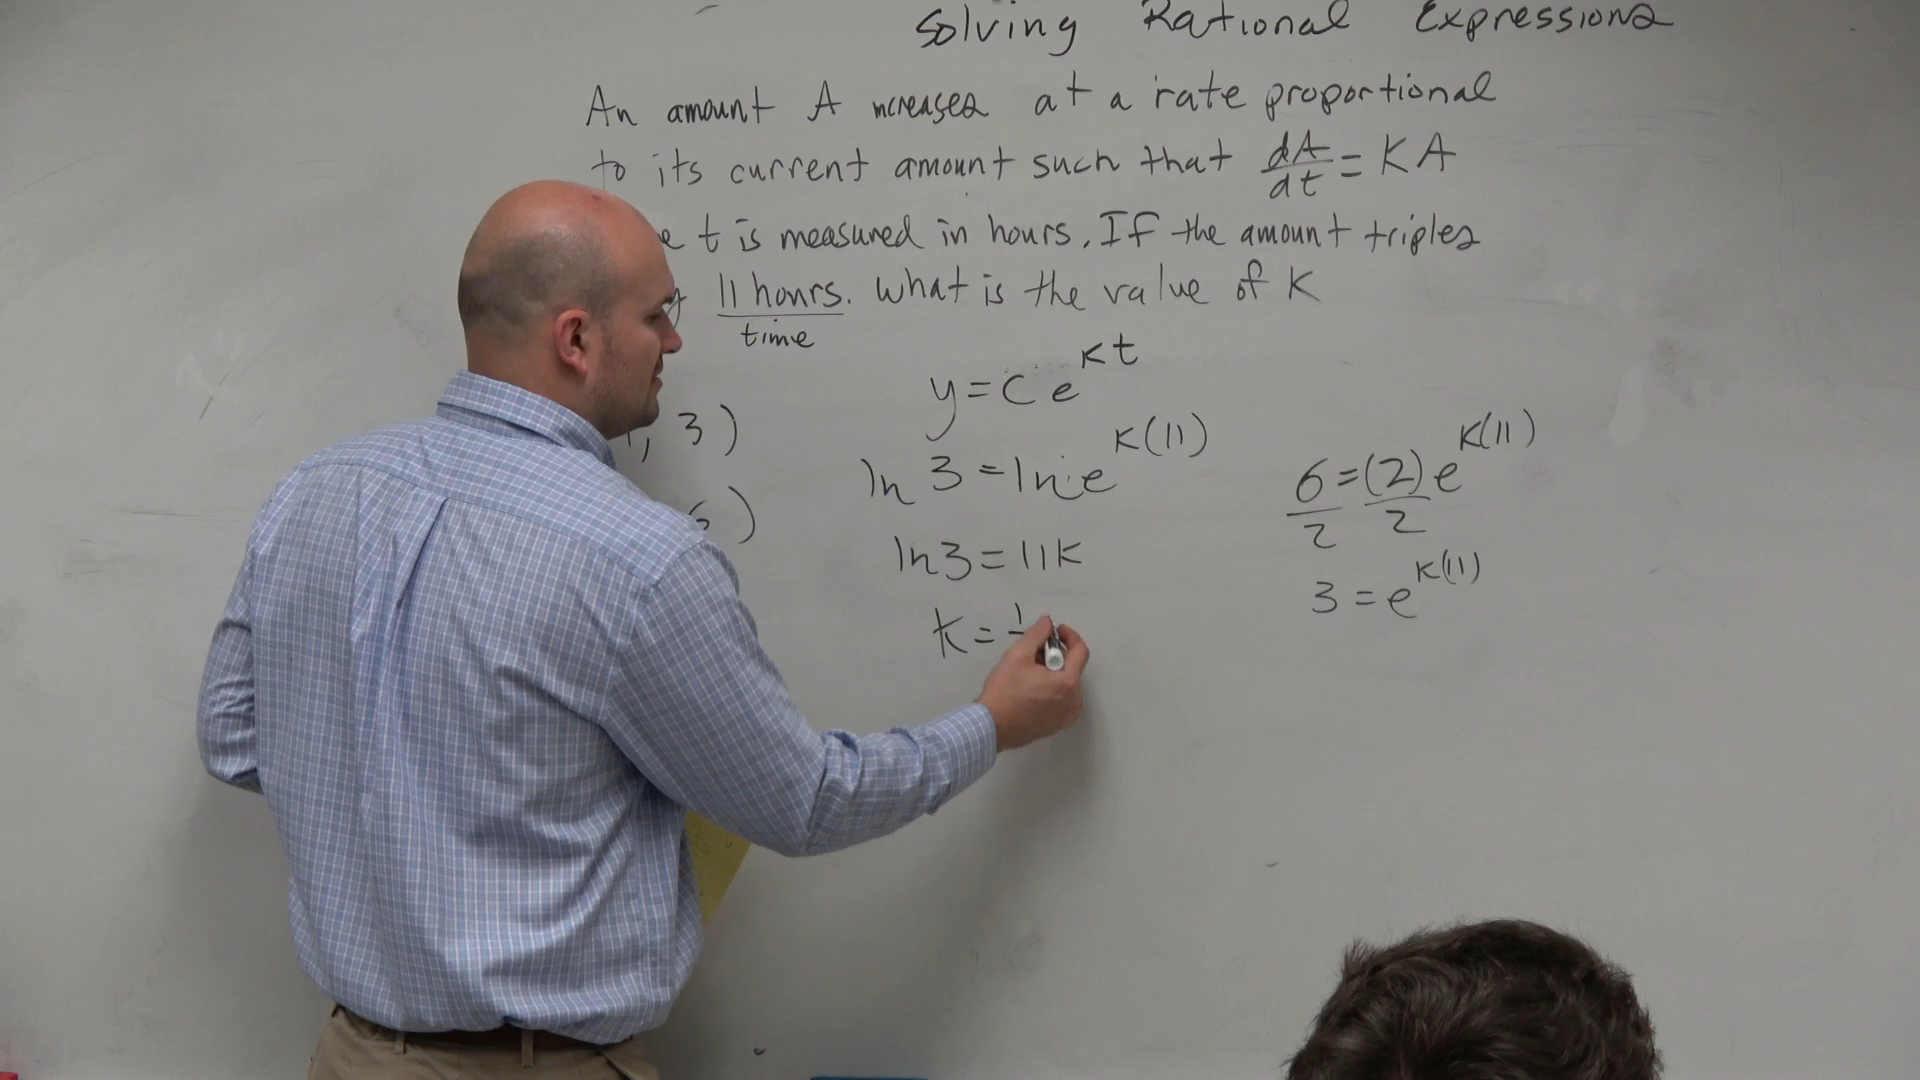 Solving Rational Expressions
An amount A increases at a rate proportional
to its current amount such that dA/dt = KA
t is measured in hours. If the amount triples
11 hours. What is the value of K
time
y = C e^Kt
, 3)
ln 3 = ln e^K(11)
6 = (2) e^K(11)
2 2
6 )
ln3 = 11K
3 = e^K(11)
K = 1